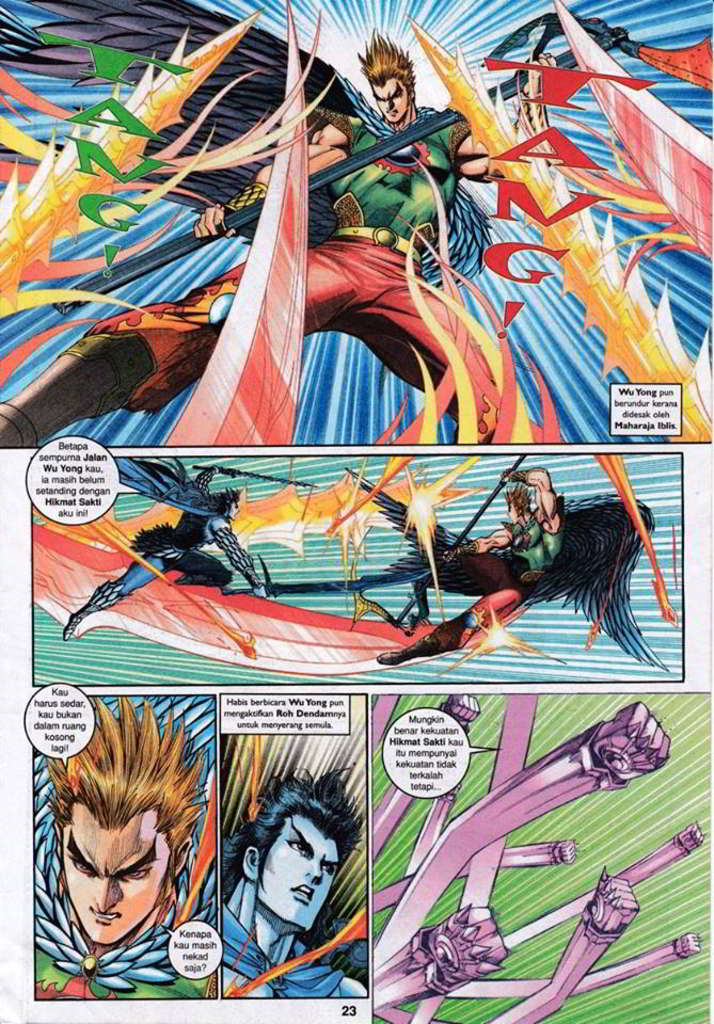 TANG!
TANG!
Wu Yong pun
berundur kerana
didesak oleh
Maharaja Iblis.
Betapa
sempurna Jalan
Wu Yong kau,
ia masih belum
setanding dengan
Hikmat Sakti
aku ini!
Kau
harus sedar,
kau bukan
dalam ruang
kosong
lagi!
Kenapa
kau masih
nekad
saja?
Habis berbicara Wu Yong pun
mengaktifkan Roh Dendamnya
untuk menyerang semula.
Mungkin
benar kekuatan
Hikmat Sakti kau
itu mempunyai
kekuatan tidak
terkalah
tetapi...
23